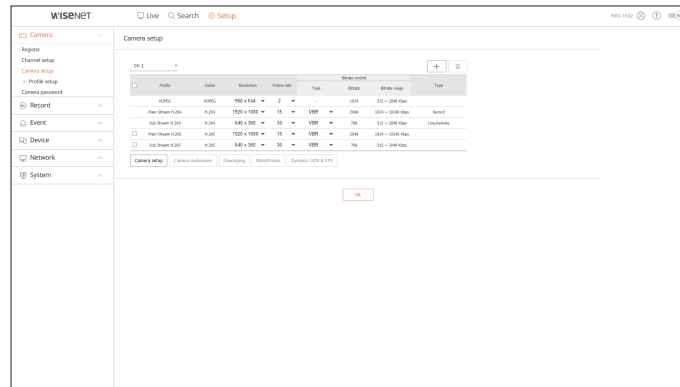 WISENET
Live Search Setup
HRX-1632
Camera
Camera setup
Register
Channel setup
Camera setup
> Profile setup
Camera password
Record
Event
Device
Network
System
CH 1
Bitrate control
Profile Codec Resolution Frame rate Type Bitrate Bitrate range Type
MJPEG MJPEG 960 x 544 2 - 1024 512 ~ 2048 Kbps
Main Stream H.264 H.264 1920 x 1080 15 VBR 2048 1024 ~ 10240 Kbps Record
Sub Stream H.264 H.264 640 x 360 30 VBR 768 512 ~ 2048 Kbps Live,Remote
Main Stream H.265 H.265 1920 x 1080 15 VBR 2048 1024 ~ 10240 Kbps
Sub Stream H.265 H.265 640 x 360 30 VBR 768 512 ~ 2048 Kbps
Camera setup Camera webviewer Dewarping WiseStream Dynamic GOV & FPS
Ok